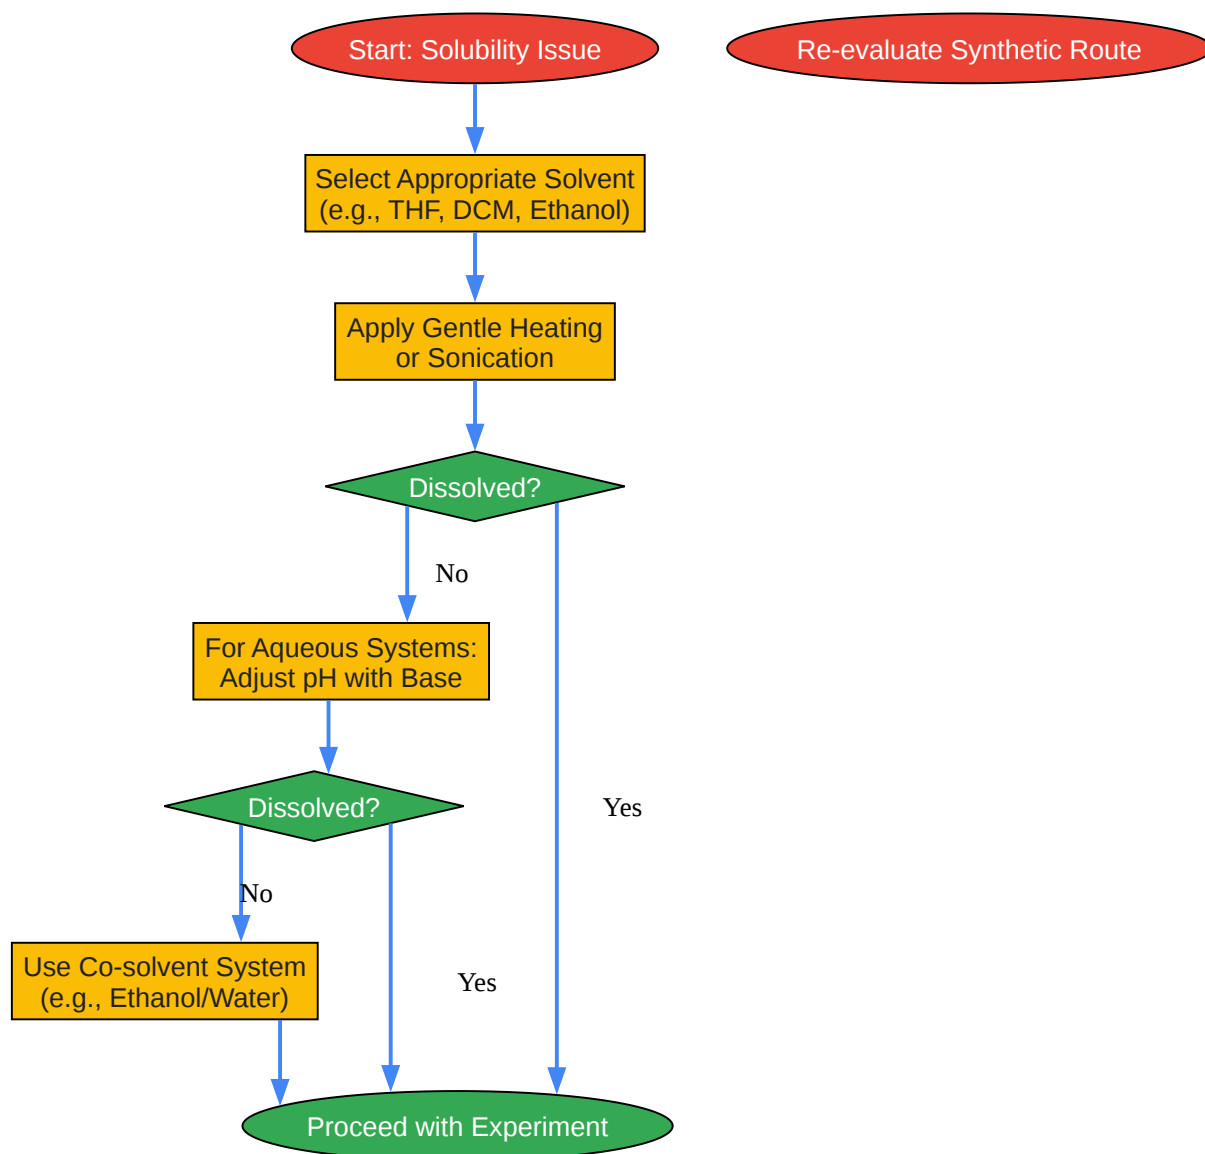 Start: Solubility Issue
Re-evaluate Synthetic Route
Select Appropriate Solvent
(e.g., THF, DCM, Ethanol)
Apply Gentle Heating
or Sonication
Dissolved?
No
For Aqueous Systems:
Adjust pH with Base
Dissolved?
Yes
No
Use Co-solvent System
(e.g., Ethanol/Water)
Yes
Proceed with Experiment